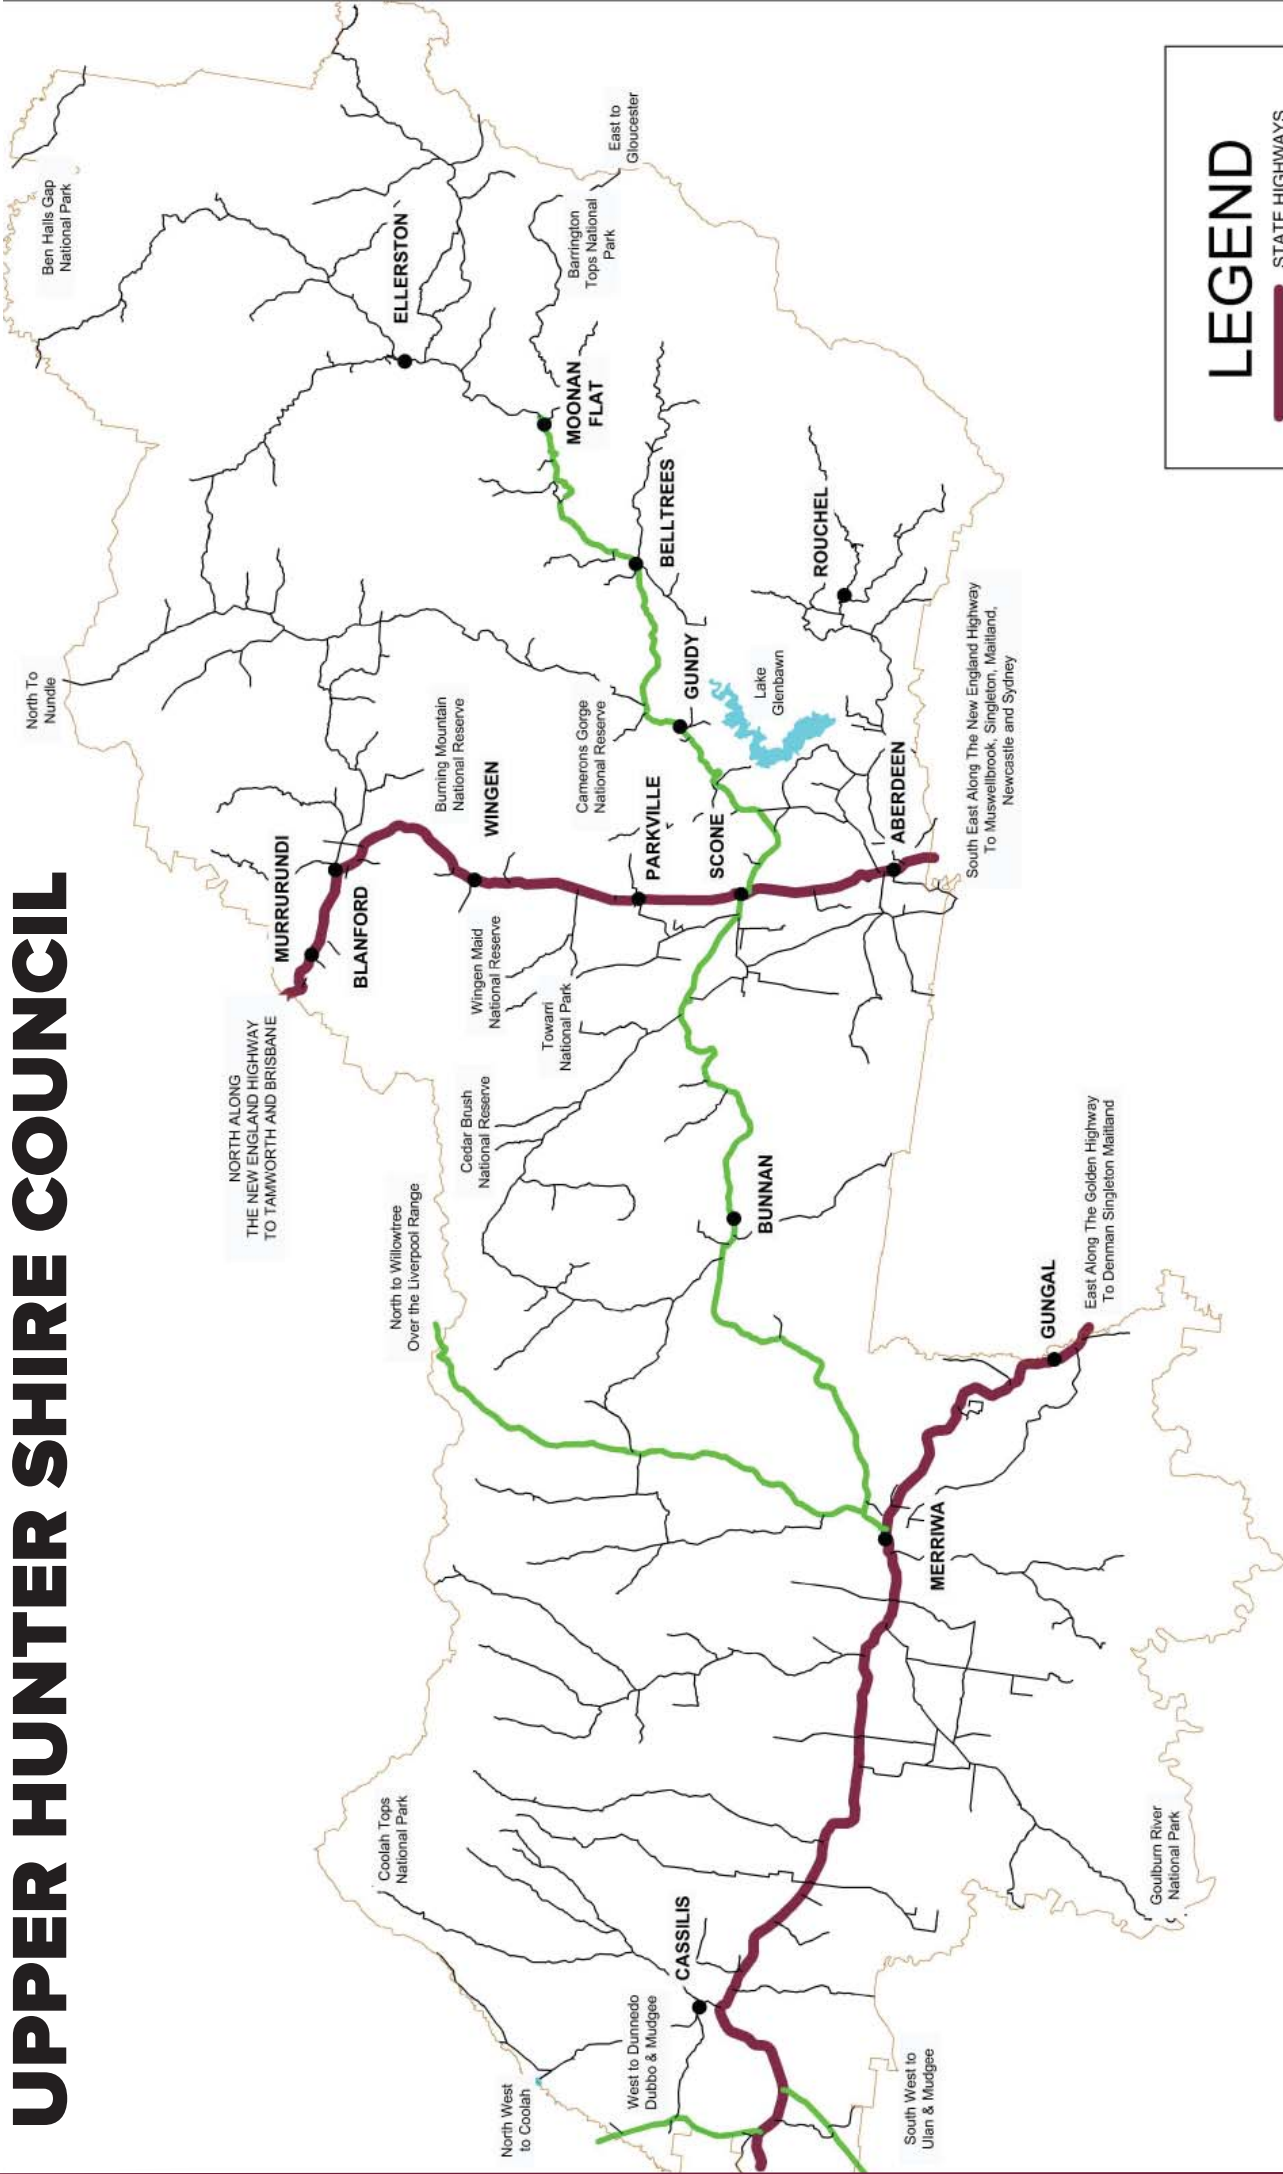 UPPER HUNTER SHIRE COUNCIL
North To
Nundle
Ben Halls Gap
National Park
NORTH ALONG
THE NEW ENGLAND HIGHWAY
TO TAMWORTH AND BRISBANE
MURRURUNDI
BLANFORD
Burning Mountain
National Reserve
WINGEN
ELLERSTON
East to
Gloucester
Barrington
Tops National
Park
MOONAN
FLAT
Coolah Tops
National Park
North to Willowtree
Over the Liverpool Range
Cedar Brush
National Reserve
Wingen Maid
National Reserve
Towarri
National Park
Camerons Gorge
National Reserve
PARKVILLE
SCONE
GUNDY
BELLTREES
Lake
Glenbawn
ROUCHEL
North West
to Coolah
West to Dunnedo
Dubbo & Mudgee
CASSILIS
BUNNAN
ABERDEEN
South East Along The New England Highway
To Muswellbrook, Singleton, Maitland,
Newcastle and Sydney
South West to
Ulan & Mudgee
MERRIWA
GUNGAL
East Along The Golden Highway
To Denman Singleton Maitland
Goulburn River
National Park
LEGEND
STATE HIGHWAYS